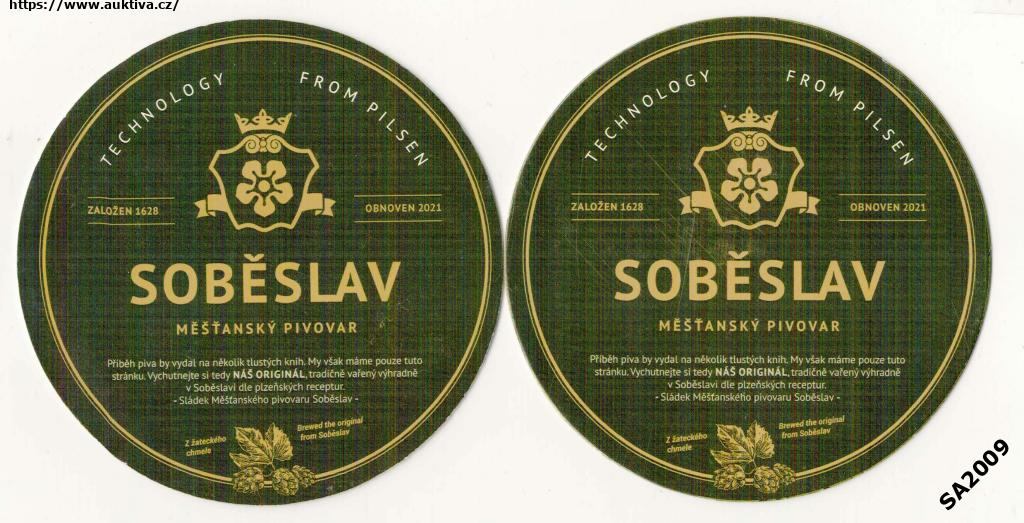 https://www.auktiva.cz/
TECHNOLOGY FROM PILSEN
ZALOŽEN 1628
OBNOVEN 2021
SOBĚSLAV
MĚŠŤANSKÝ PIVOVAR
Příběh piva by vydal na několik tlustých knih. My však máme pouze tuto
stránku. Vychutnejte si tedy NÁŠ ORIGINÁL, tradičně vařený výhradně
v Soběslavi dle plzeňských receptur.
- Sládek Měšťanského pivovaru Soběslav -
Z žateckého
chmele
Brewed the original
from Soběslav
TECHNOLOGY FROM PILSEN
ZALOŽEN 1628
OBNOVEN 2021
SOBĚSLAV
MĚŠŤANSKÝ PIVOVAR
Příběh piva by vydal na několik tlustých knih. My však máme pouze tuto
stránku. Vychutnejte si tedy NÁŠ ORIGINÁL, tradičně vařený výhradně
v Soběslavi dle plzeňských receptur.
- Sládek Měšťanského pivovaru Soběslav -
Z žateckého
chmele
Brewed the original
from Soběslav
SA2009